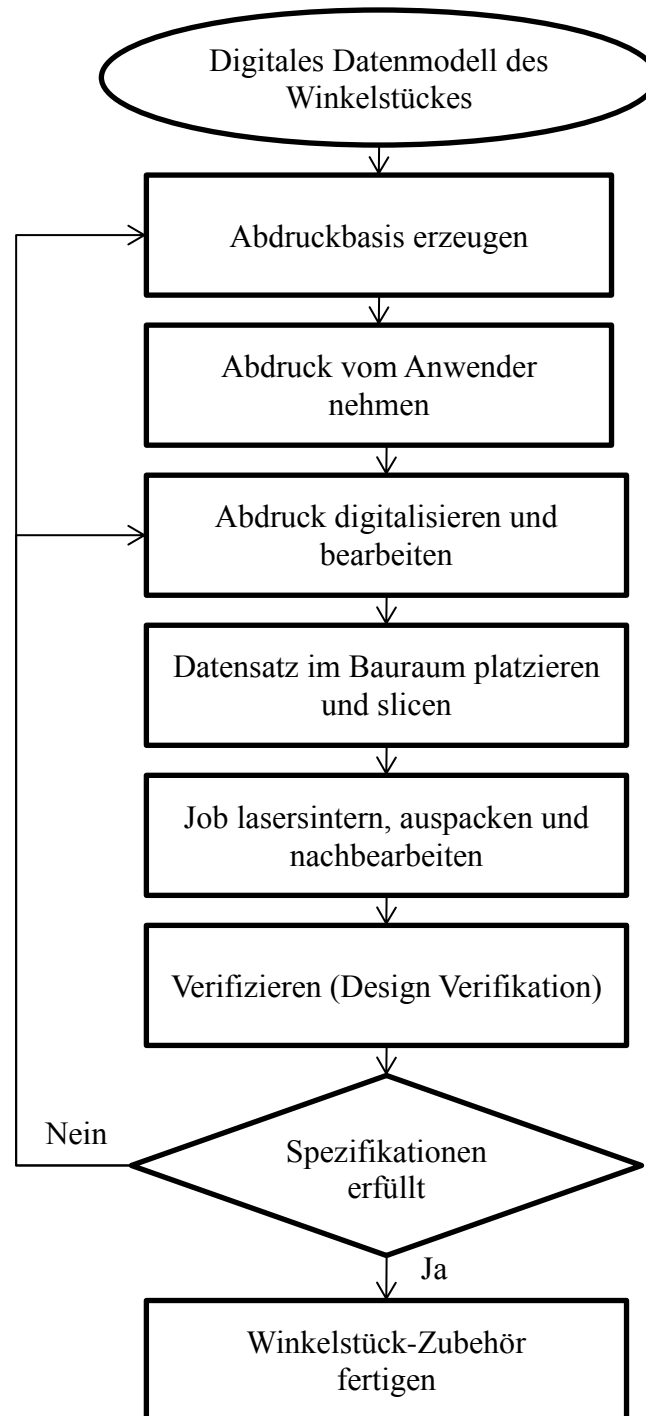 Digitales Datenmodell des
Winkelstückes
Abdruckbasis erzeugen
Abdruck vom Anwender
nehmen
Abdruck digitalisieren und
bearbeiten
Datensatz im Bauraum platzieren
und slicen
Job lasersintern, auspacken und
nachbearbeiten
Verifizieren (Design Verifikation)
Nein
Spezifikationen
erfüllt
Ja
Winkelstück-Zubehör
fertigen